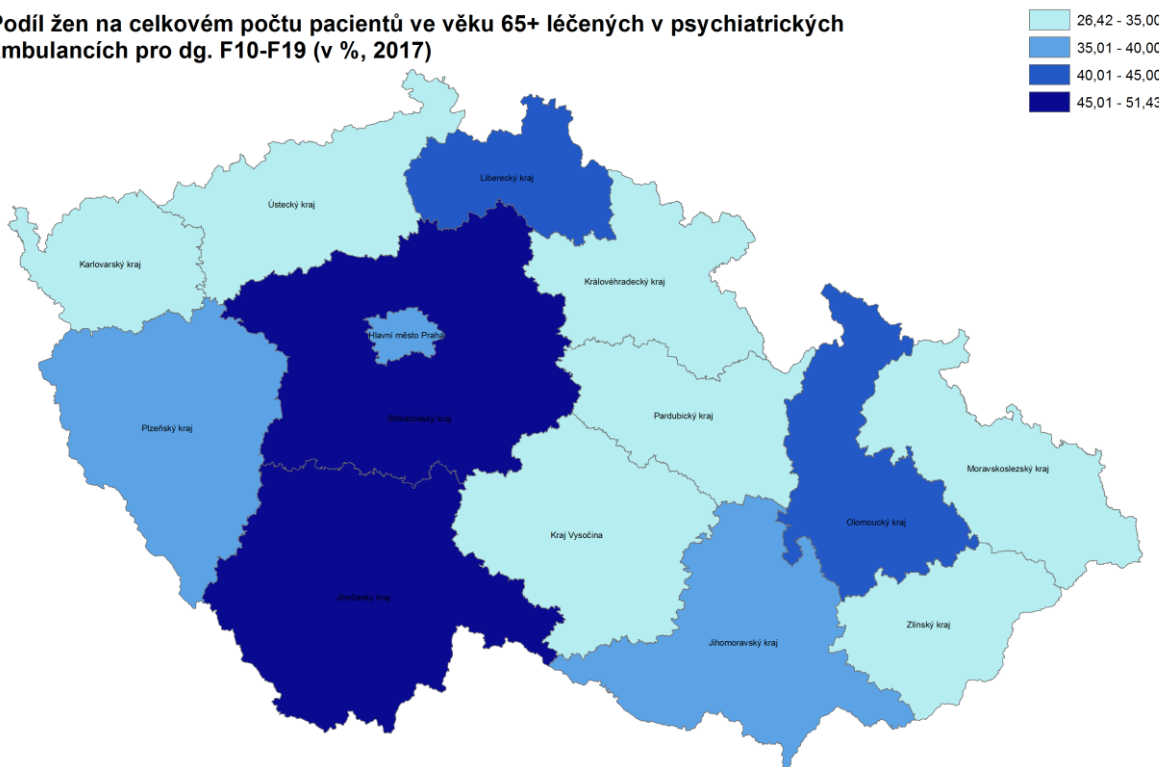 Podíl žen na celkovém počtu pacientů ve věku 65+ léčených v psychiatrických
ambulancích pro dg. F10-F19 (v %, 2017)
26,42 - 35,00
35,01 - 40,00
40,01 - 45,00
45,01 - 51,43
Liberecký kraj
Ústecký kraj
Karlovarský kraj
Královéhradecký kraj
Hlavní město Praha
Středočeský kraj
Pardubický kraj
Plzeňský kraj
Moravskoslezský kraj
Olomoucký kraj
Kraj Vysočina
Jihočeský kraj
Zlínský kraj
Jihomoravský kraj